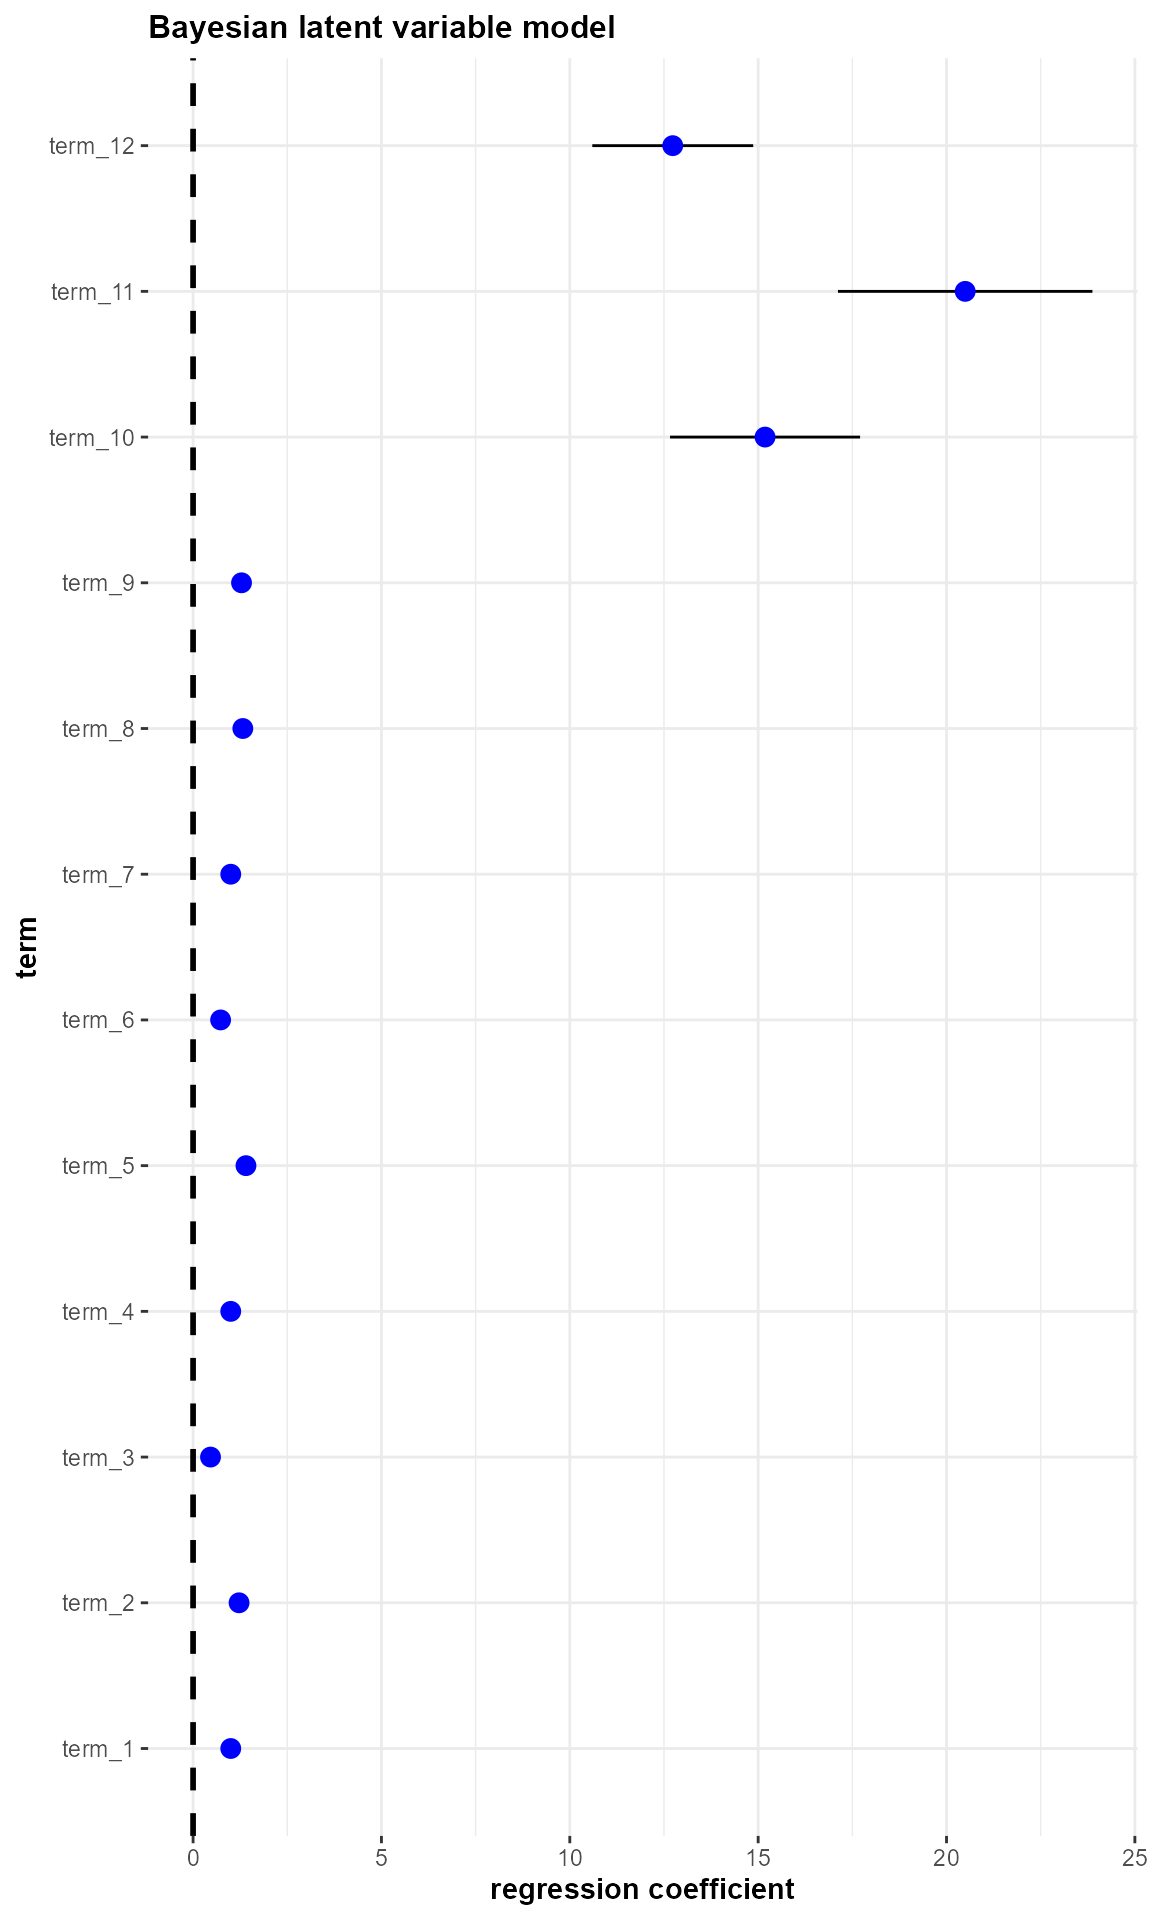 Bayesian latent variable model
term_12
term_11
term_10
term_9
term_8
term_7
term_6
term_5
term_4
term_3
term_2
term_1
term
0 5 10 15 20 25
regression coefficient